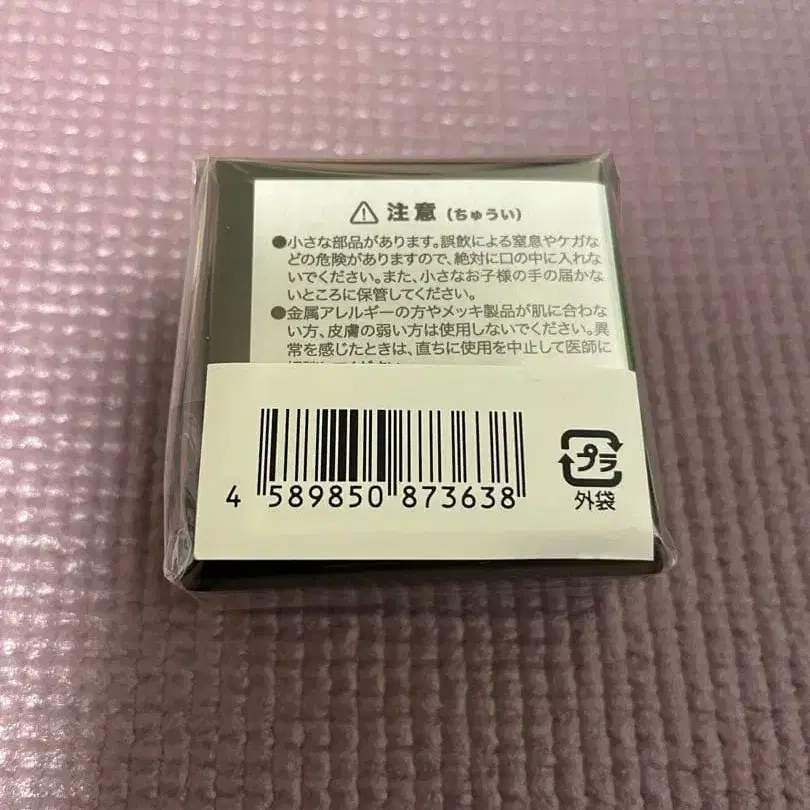 ⚠ 注意（ちゅうい）
●小さな部品があります。誤飲による窒息やケガな
どの危険がありますので、絶対に口の中に入れな
いでください。また、小さなお子様の手の届かな
いところに保管してください。
●金属アレルギーの方やメッキ製品が肌に合わな
い方、皮膚の弱い方は使用しないでください。異
常を感じたときは、直ちに使用を中止して医師に
4 589850 873638
プラ
外袋